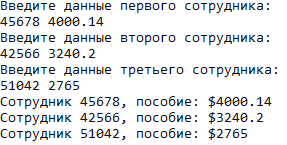 Введите данные первого сотрудника:
45678 4000.14
Введите данные второго сотрудника:
42566 3240.2
Введите данные третьего сотрудника:
51042 2765
Сотрудник 45678, пособие: $4000.14
Сотрудник 42566, пособие: $3240.2
Сотрудник 51042, пособие: $2765